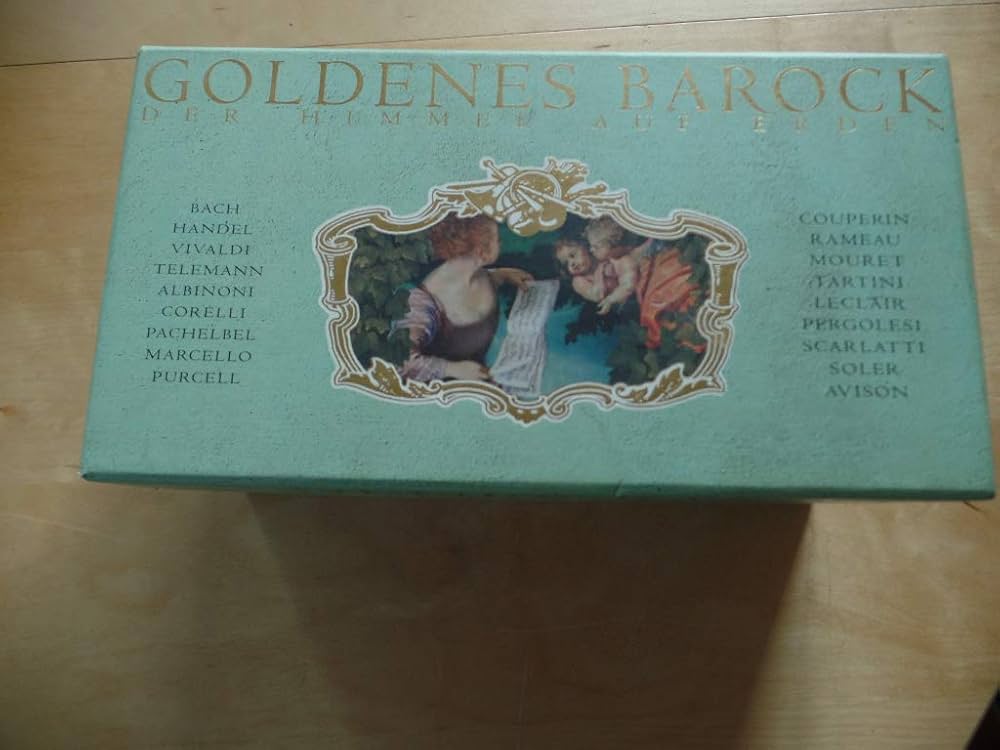 GOLDENES BAROCK
DER HIMMEL AUF ERDEN
BACH
HANDEL
VIVALDI
TELEMANN
ALBINONI
CORELLI
PACHELBEL
MARCELLO
PURCELL
COUPERIN
RAMEAU
MOURET
TARTINI
LECLAIR
PERGOLESI
SCARLATTI
SOLER
AVISON